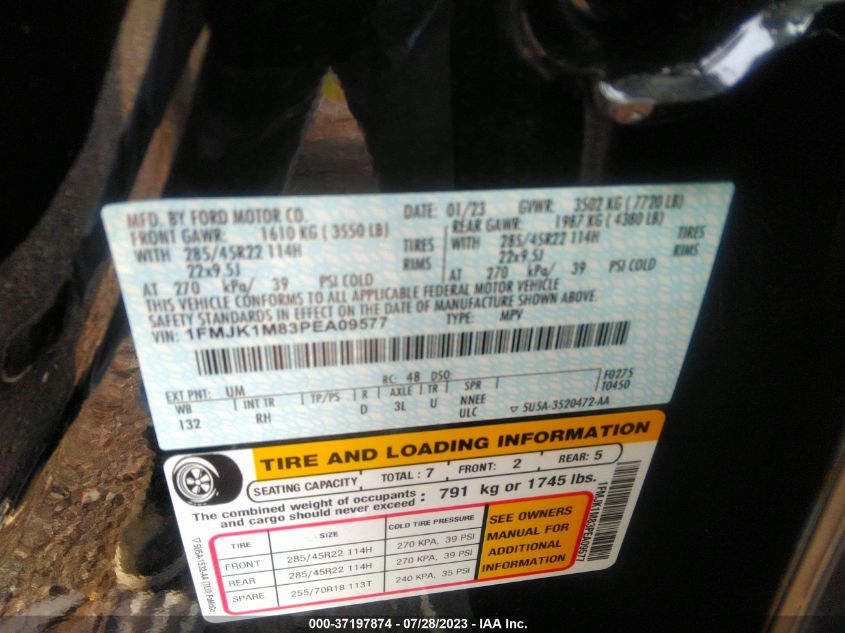 MFD. BY FORD MOTOR CO. DATE: 01/23 GVWR: 3502 KG ( 7720 LB)
FRONT GAWR: 1610 KG ( 3550 LB) REAR GAWR: 1987 KG ( 4380 LB)
WITH 285/45R22 114H TIRES WITH 285/45R22 114H TIRES
22x9.5J RIMS 22x9.5J RIMS
AT 270 kPa/ 39 PSI COLD AT 270 kPa/ 39 PSI COLD
THIS VEHICLE CONFORMS TO ALL APPLICABLE FEDERAL MOTOR VEHICLE
SAFETY STANDARDS IN EFFECT ON THE DATE OF MANUFACTURE SHOWN ABOVE.
VIN: 1FMJK1M83PEA09577 TYPE: MPV
EXT PNT: UM RC: 48 DSO: F0275
T0450
WB INT TR TP/PS R AXLE TR SPR
132 RH D 3L U NNEE
ULC ▽ 5U5A-3520472-AA
TIRE AND LOADING INFORMATION
SEATING CAPACITY TOTAL : 7 FRONT: 2 REAR: 5
The combined weight of occupants and cargo should never exceed : 791 kg or 1745 lbs.
TIRE SIZE COLD TIRE PRESSURE
FRONT 285/45R22 114H 270 KPA, 39 PSI
REAR 285/45R22 114H 270 KPA, 39 PSI
SPARE 255/70R18 113T 240 KPA, 35 PSI
SEE OWNERS
MANUAL FOR
ADDITIONAL
INFORMATION
1FMJK1M83PEA09577
000-37197874 / 07/28/2023 - IAA Inc.